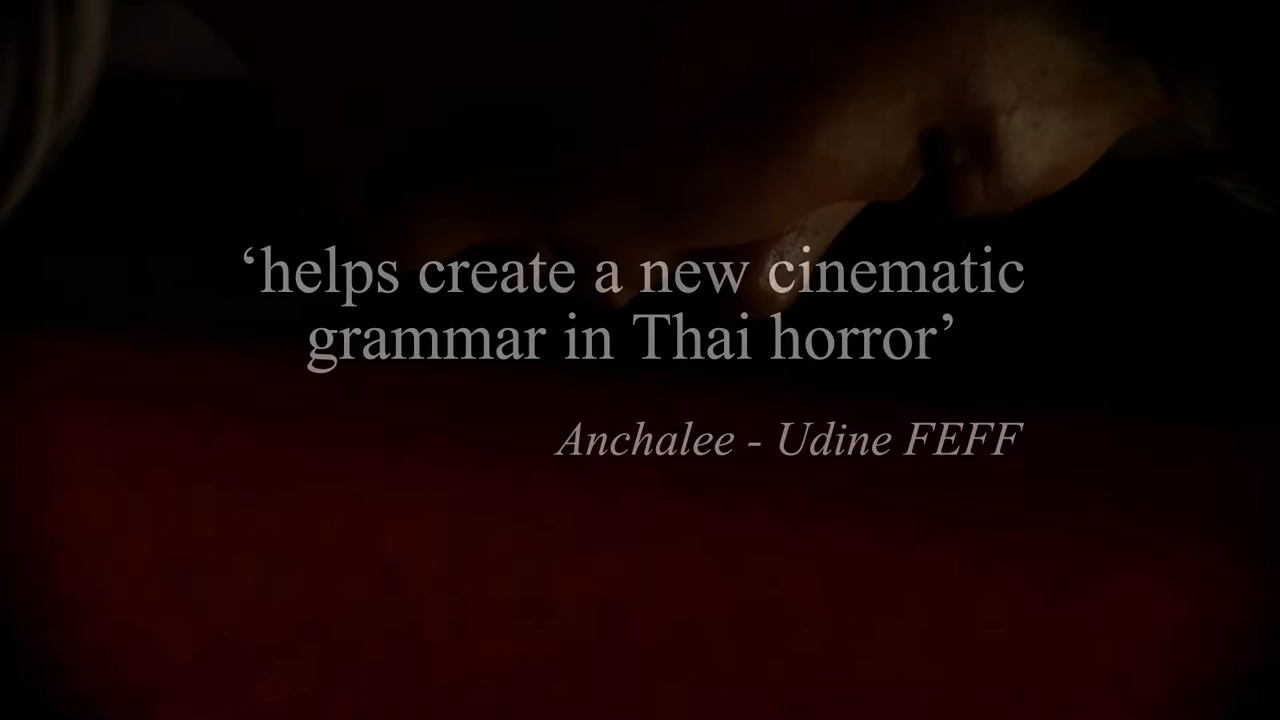 ‘helps create a new cinematic
grammar in Thai horror’
Anchalee - Udine FEFF